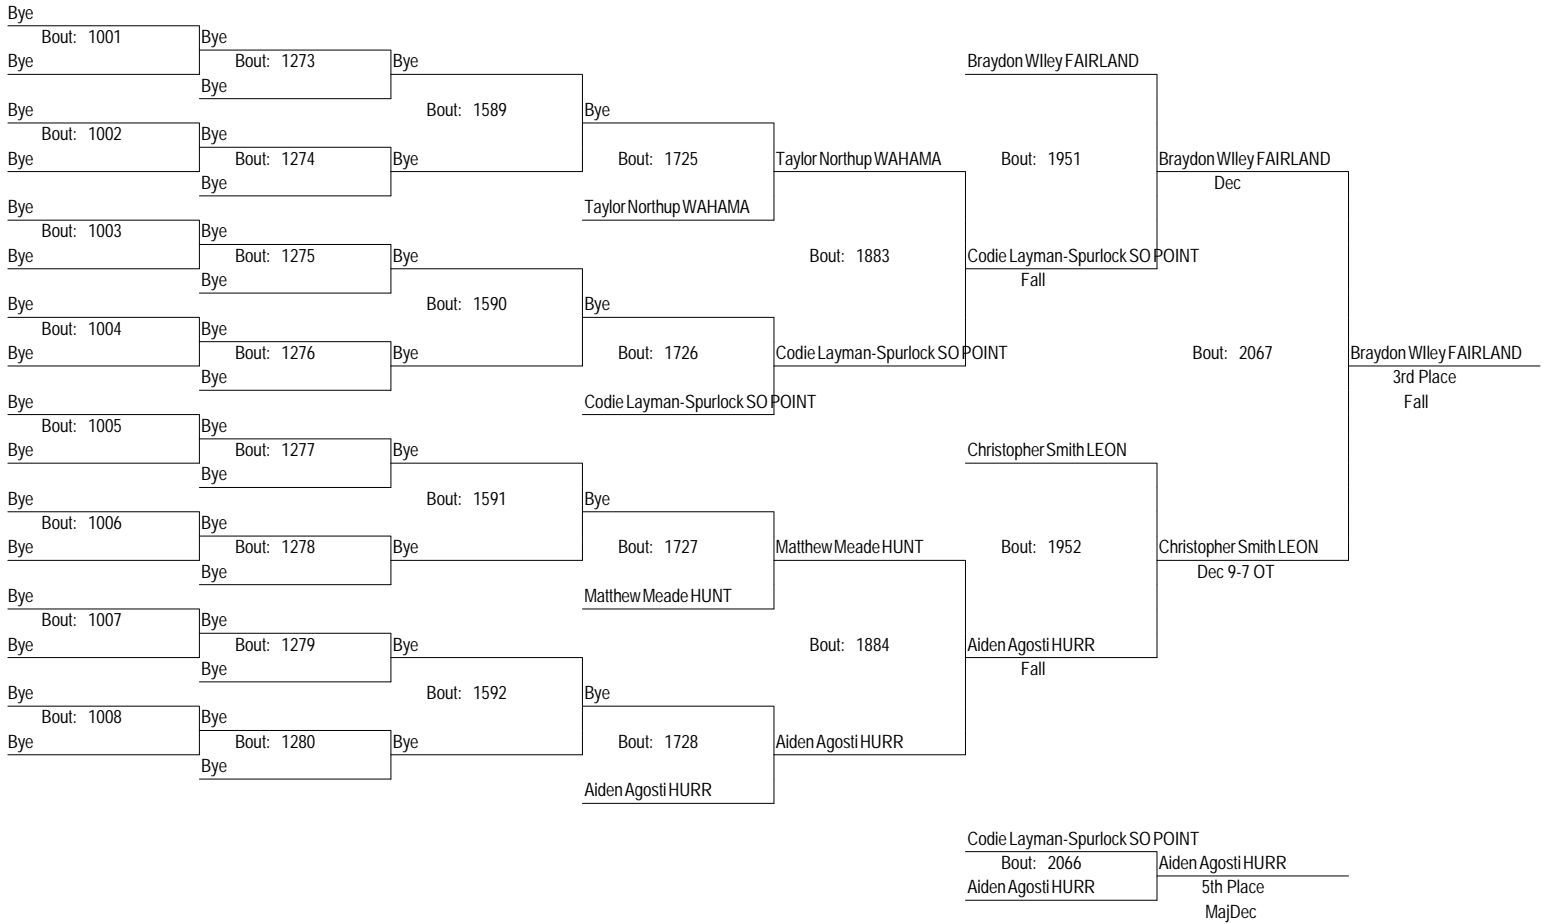 Bye
Bout: 1001
Bye
Bye
Bout: 1273
Bye
Bye
Bout: 1002
Bye
Bye
Bout: 1274
Bye
Bye
Bout: 1589
Bye
Bye
Bout: 1003
Bye
Bye
Bout: 1275
Bye
Bye
Bout: 1004
Bye
Bye
Bout: 1276
Bye
Bye
Bout: 1590
Bye
Bye
Bout: 1005
Bye
Bye
Bout: 1277
Bye
Bye
Bout: 1006
Bye
Bye
Bout: 1278
Bye
Bye
Bout: 1591
Bye
Bye
Bout: 1007
Bye
Bye
Bout: 1279
Bye
Bye
Bout: 1008
Bye
Bye
Bout: 1280
Bye
Bye
Bout: 1592
Bye
Bye
Bout: 1725
Taylor Northup WAHAMA
Bye
Bout: 1726
Codie Layman-Spurlock SO POINT
Bye
Bout: 1727
Matthew Meade HUNT
Bye
Bout: 1728
Aiden Agosti HURR
Taylor Northup WAHAMA
Bout: 1883
Codie Layman-Spurlock SO POINT
Matthew Meade HUNT
Bout: 1884
Aiden Agosti HURR
Braydon WIley FAIRLAND
Bout: 1951
Codie Layman-Spurlock SO POINT
Fall
Christopher Smith LEON
Bout: 1952
Aiden Agosti HURR
Fall
Braydon WIley FAIRLAND
Dec
Bout: 2067
Christopher Smith LEON
Dec 9-7 OT
Braydon WIley FAIRLAND
3rd Place
Fall
Codie Layman-Spurlock SO POINT
Bout: 2066
Aiden Agosti HURR
Aiden Agosti HURR
5th Place
MajDec